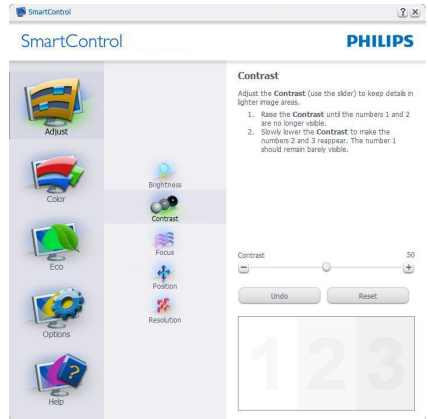 SmartControl
SmartControl
PHILIPS
Adjust
Color
Eco
Options
Help
Brightness
Contrast
Focus
Position
Resolution
Contrast
Adjust the Contrast (use the slider) to keep details in
lighter image areas.
1. Raise the Contrast until the numbers 1 and 2
are no longer visible.
2. Slowly lower the Contrast to make the
numbers 2 and 3 reappear. The number 1
should remain barely visible.
Contrast 50
Undo Reset
1 2 3